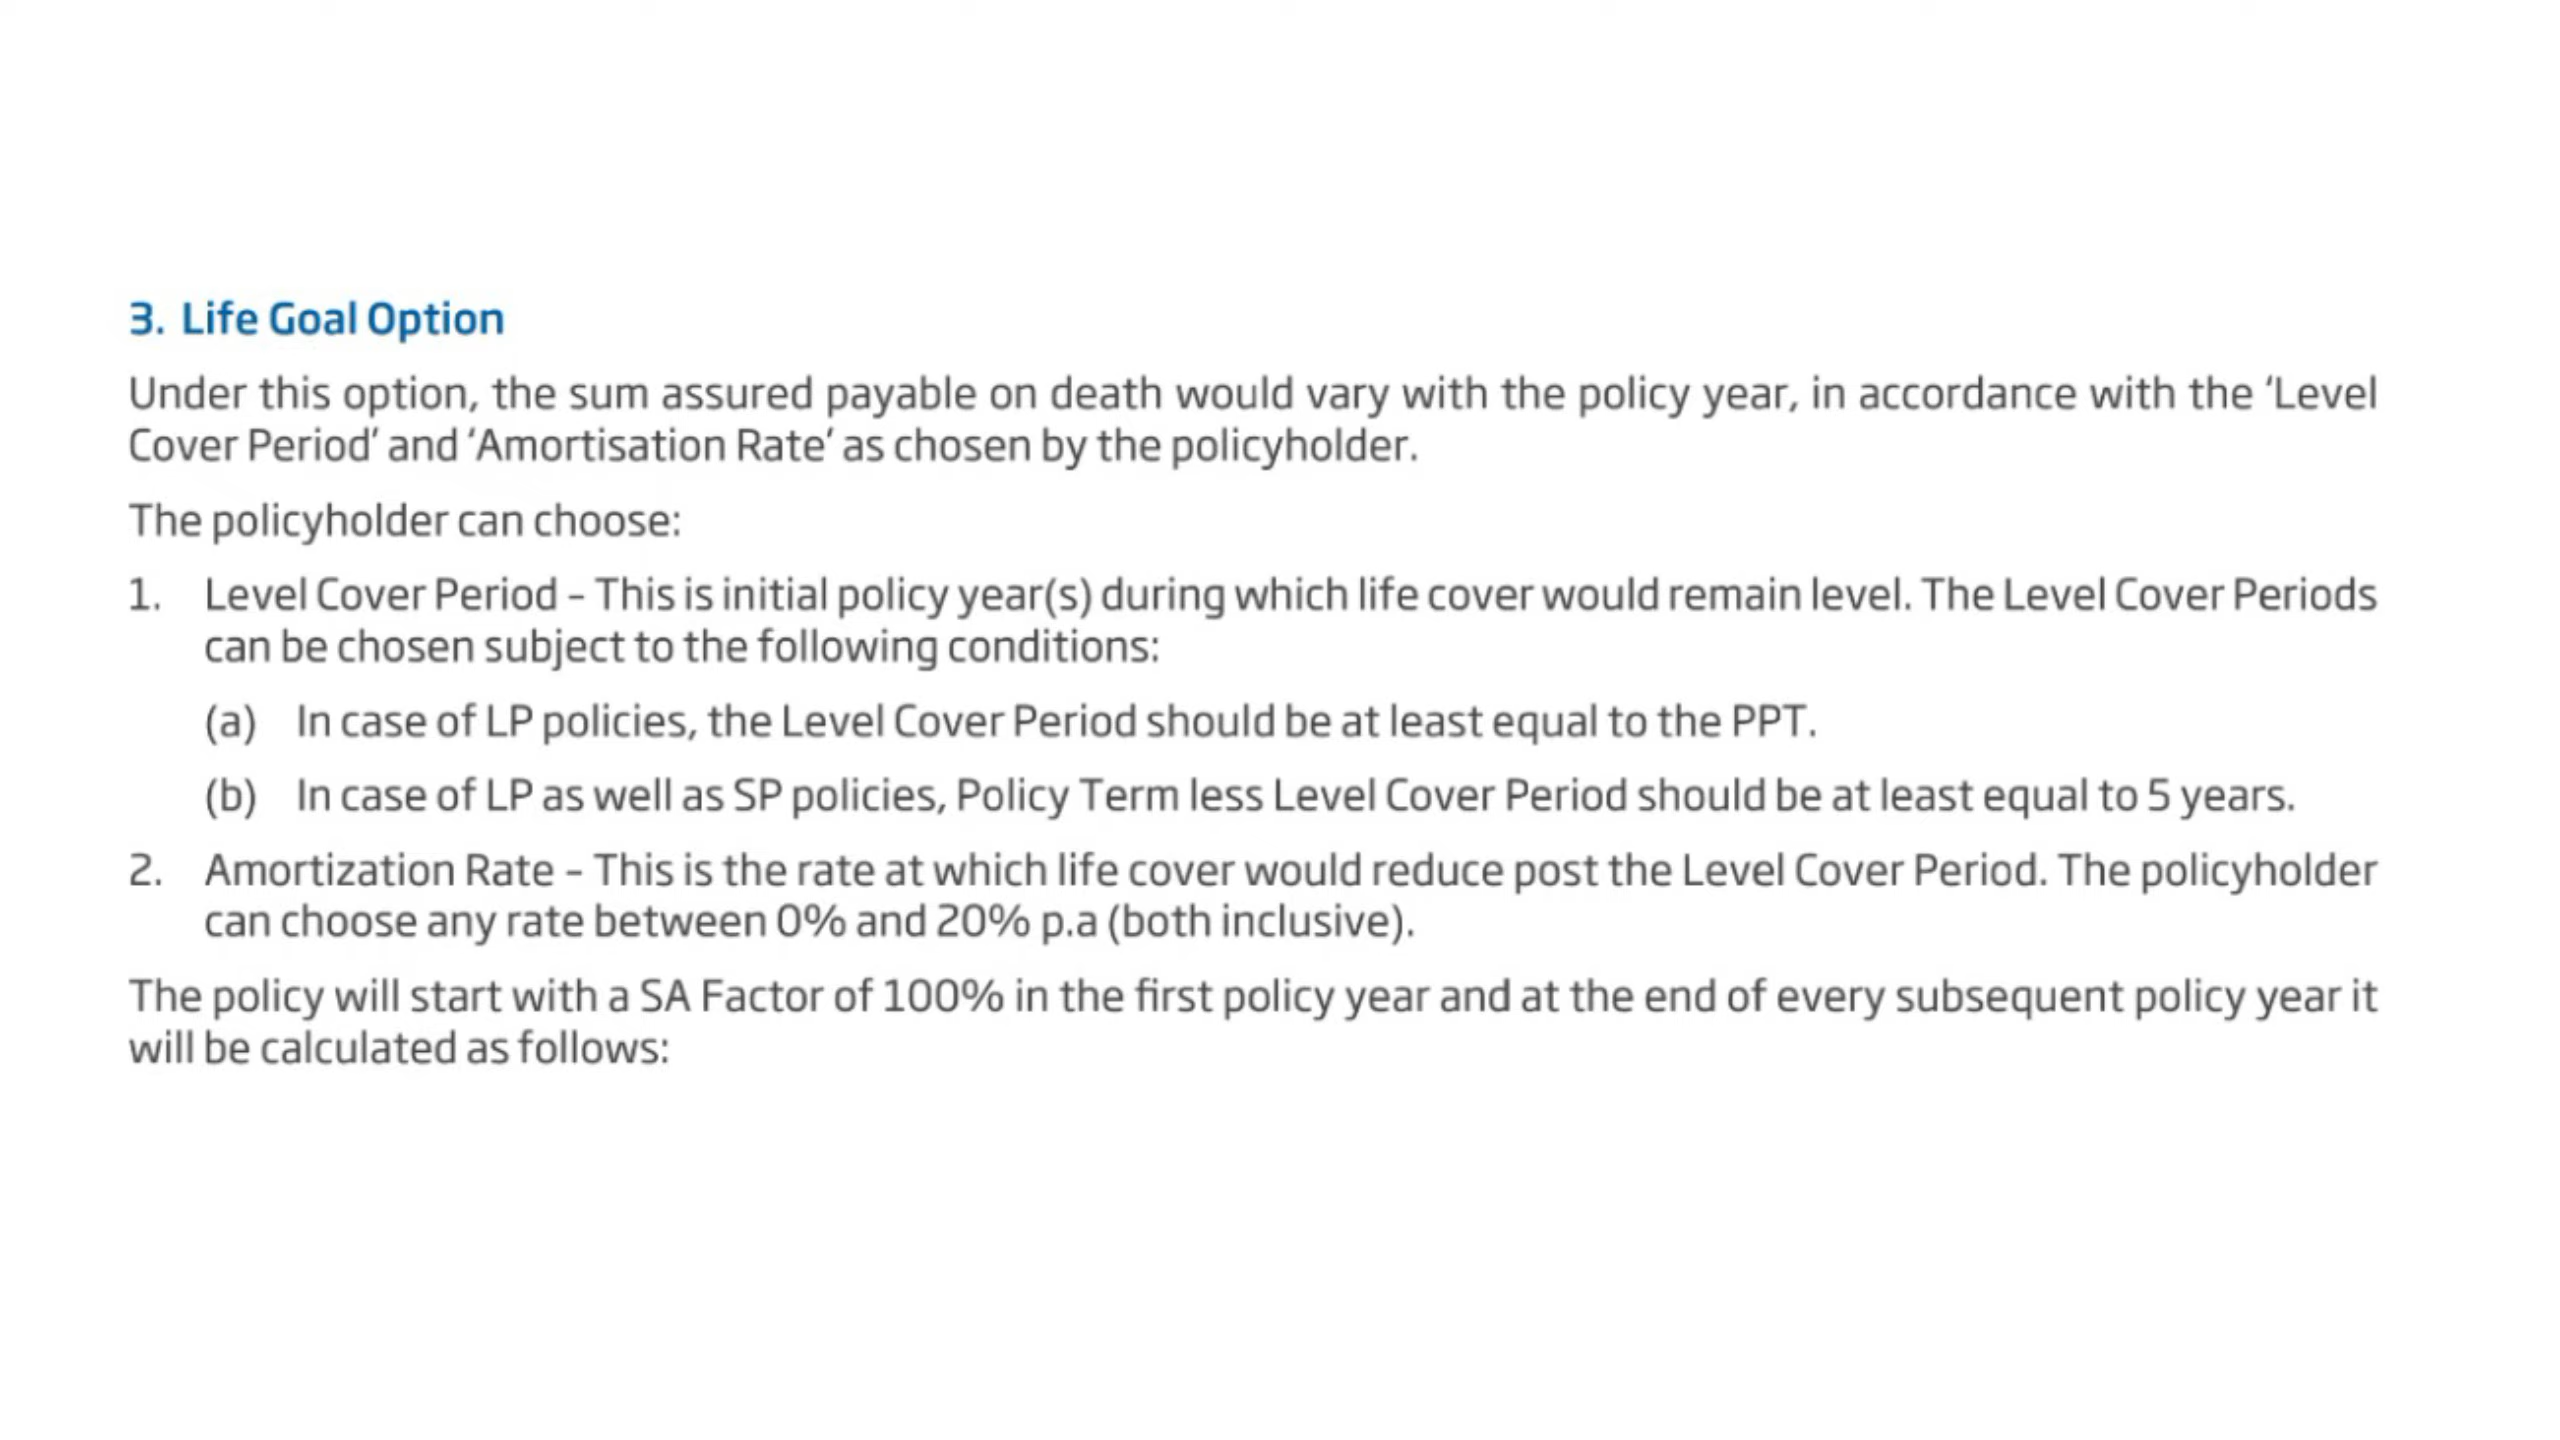 3. Life Goal Option
Under this option, the sum assured payable on death would vary with the policy year, in accordance with the ‘Level
Cover Period’ and ‘Amortisation Rate’ as chosen by the policyholder.
The policyholder can choose:
1. Level Cover Period – This is initial policy year(s) during which life cover would remain level. The Level Cover Periods
can be chosen subject to the following conditions:
(a) In case of LP policies, the Level Cover Period should be at least equal to the PPT.
(b) In case of LP as well as SP policies, Policy Term less Level Cover Period should be at least equal to 5 years.
2. Amortization Rate – This is the rate at which life cover would reduce post the Level Cover Period. The policyholder
can choose any rate between 0% and 20% p.a (both inclusive).
The policy will start with a SA Factor of 100% in the first policy year and at the end of every subsequent policy year it
will be calculated as follows: